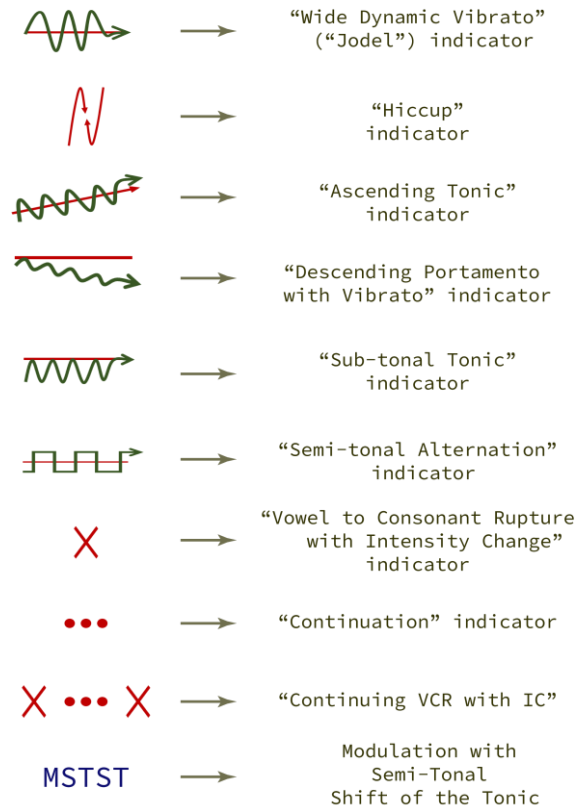 “Wide Dynamic Vibrato”
(“Jodel”) indicator
“Hiccup”
indicator
“Ascending Tonic”
indicator
“Descending Portamento
with Vibrato” indicator
“Sub-tonal Tonic”
indicator
“Semi-tonal Alternation”
indicator
“Vowel to Consonant Rupture
with Intensity Change”
indicator
“Continuation” indicator
“Continuing VCR with IC”
MSTST
Modulation with
Semi-Tonal
Shift of the Tonic